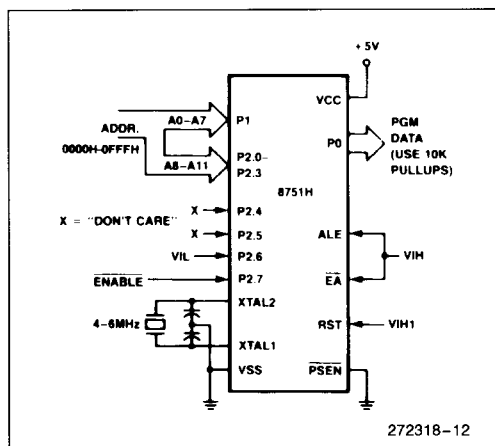 +5V
VCC
A0-A7
P1
ADDR.
0000H-0FFFH
A8-A11
P2.0-
P2.3
P0
PGM
DATA
(USE 10K
PULLUPS)
8751H
X = "DON'T CARE"
X
P2.4
X
P2.5
VIL
P2.6
ENABLE
P2.7
ALE
EA
VIH
XTAL2
4-6MHz
XTAL1
RST
VIH1
VSS
PSEN
272318-12